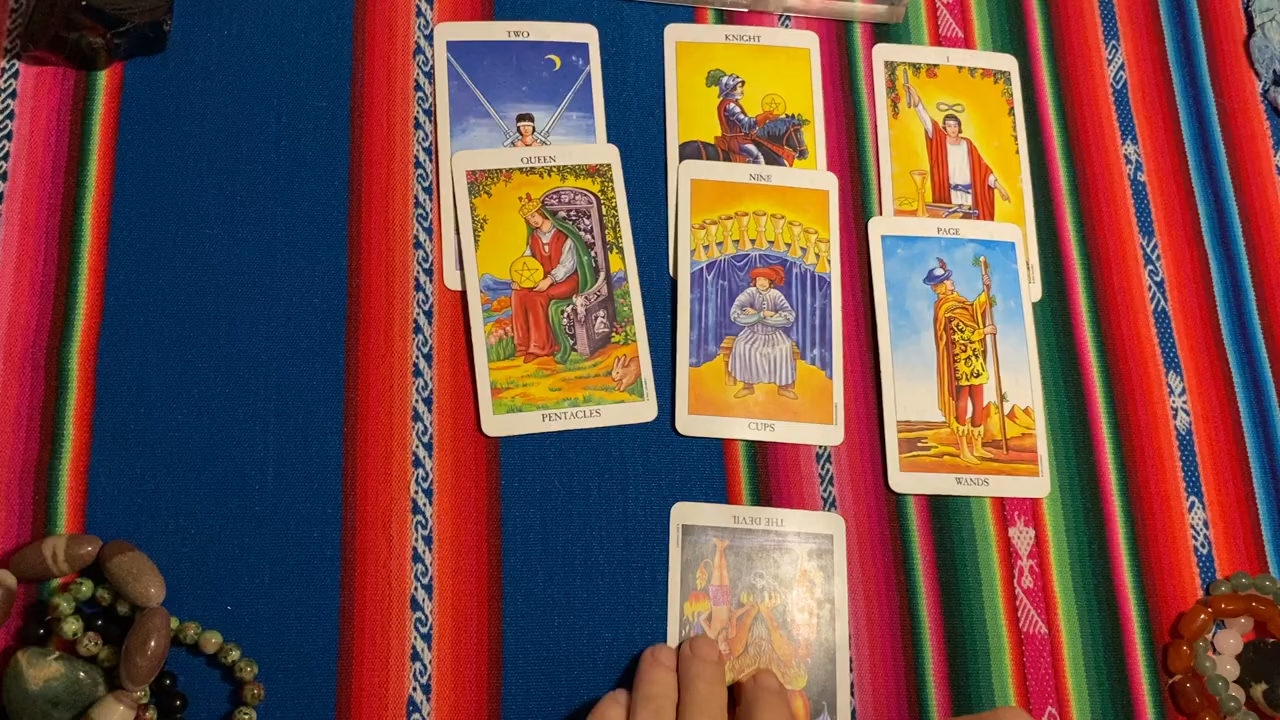 TWO
KNIGHT
I
QUEEN
PENTACLES
NINE
CUPS
PAGE
WANDS
THE DEVIL